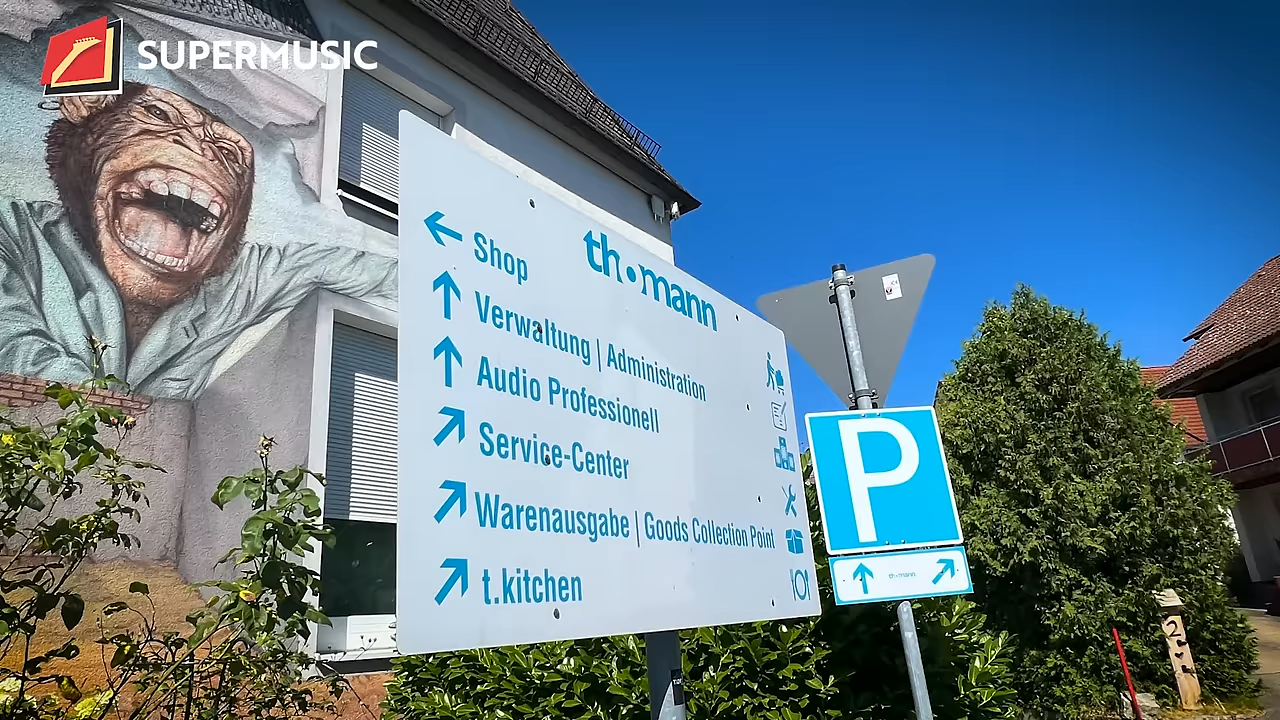 SUPERMUSIC
th•mann
Shop
Verwaltung | Administration
Audio Professionell
Service-Center
Warenausgabe | Goods Collection Point
t.kitchen
P
th•mann